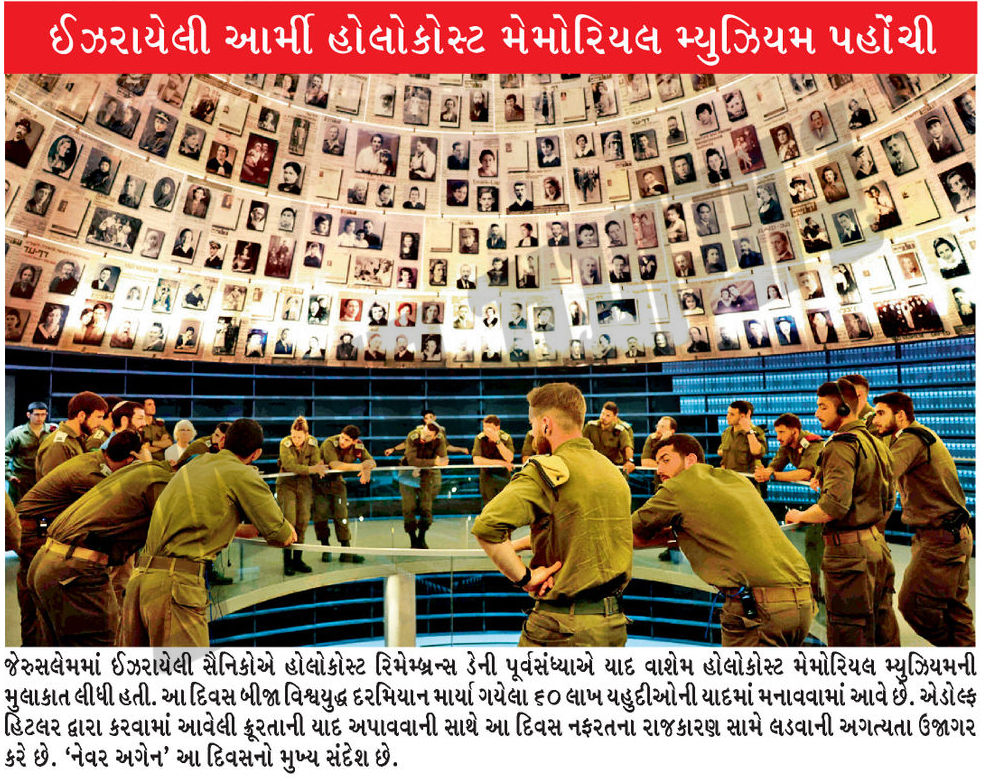 ઈઝરાયેલી આર્મી હોલોકોસ્ટ મેમોરિયલ મ્યુઝિયમ પહોંચી
જેરુસલેમમાં ઈઝરાયેલી સૈનિકોએ હોલોકોસ્ટ રિમેમ્બ્રન્સ ડેની પૂર્વસંધ્યાએ યાદ વાશેમ હોલોકોસ્ટ મેમોરિયલ મ્યુઝિયમની
મુલાકાત લીધી હતી. આ દિવસ બીજા વિશ્વયુદ્ધ દરમિયાન માર્યા ગયેલા ૬૦ લાખ યહુદીઓની યાદમાં મનાવવામાં આવે છે. એડોલ્ફ
હિટલર દ્વારા કરવામાં આવેલી ક્રૂરતાની યાદ અપાવવાની સાથે આ દિવસ નફરતના રાજકારણ સામે લડવાની અગત્યતા ઉજાગર
કરે છે. ‘નેવર અગેન’ આ દિવસનો મુખ્ય સંદેશ છે.